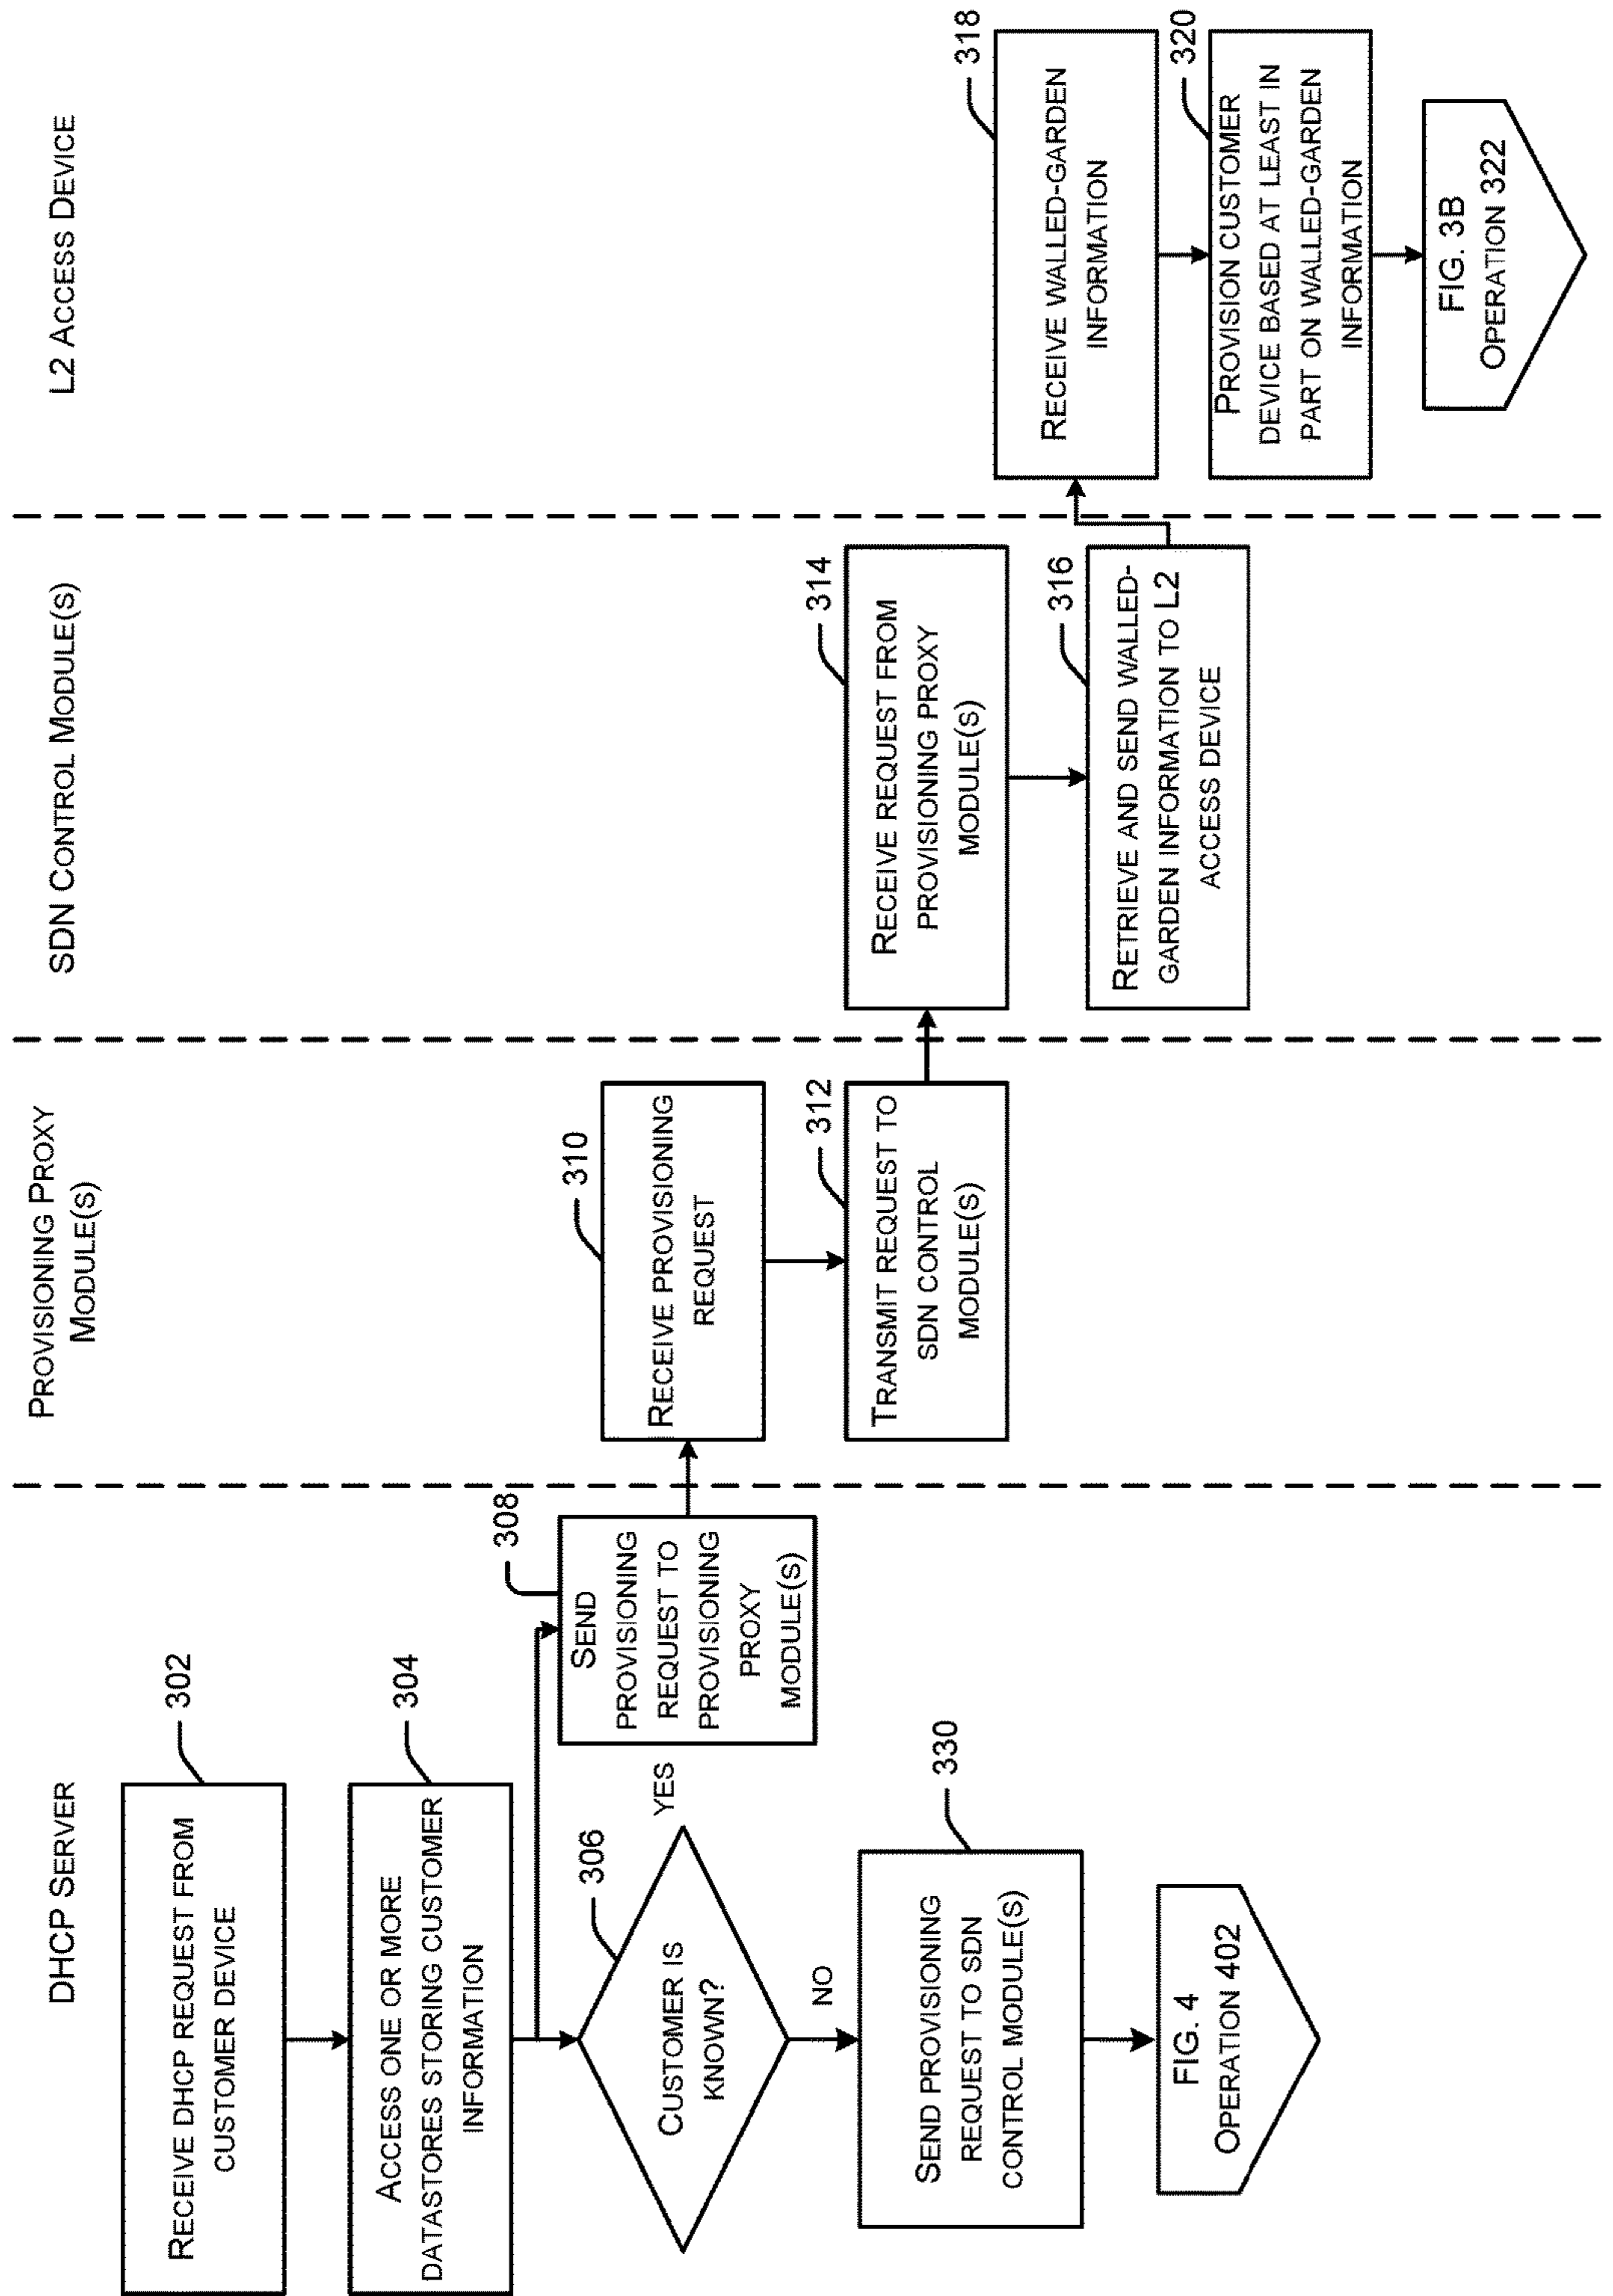 DHCP SERVER
PROVISIONING PROXY
MODULE(S)
SDN CONTROL MODULE(S)
L2 ACCESS DEVICE
302
RECEIVE DHCP REQUEST FROM
CUSTOMER DEVICE
304
ACCESS ONE OR MORE
DATASTORES STORING CUSTOMER
INFORMATION
306
CUSTOMER IS
KNOWN?
YES
NO
308
SEND
PROVISIONING
REQUEST TO
PROVISIONING
PROXY
MODULE(S)
330
SEND PROVISIONING
REQUEST TO SDN
CONTROL MODULE(S)
FIG. 4
OPERATION 402
310
RECEIVE PROVISIONING
REQUEST
312
TRANSMIT REQUEST TO
SDN CONTROL
MODULE(S)
314
RECEIVE REQUEST FROM
PROVISIONING PROXY
MODULE(S)
316
RETRIEVE AND SEND WALLED-
GARDEN INFORMATION TO L2
ACCESS DEVICE
318
RECEIVE WALLED-GARDEN
INFORMATION
320
PROVISION CUSTOMER
DEVICE BASED AT LEAST IN
PART ON WALLED-GARDEN
INFORMATION
FIG. 3B
OPERATION 322